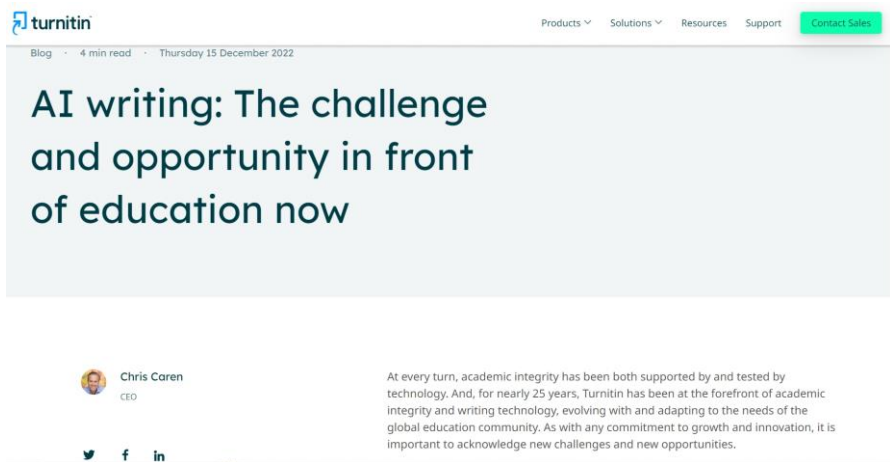 turnitin
Products Solutions Resources Support Contact Sales
Blog · 4 min read · Thursday 15 December 2022
AI writing: The challenge
and opportunity in front
of education now
Chris Caren
CEO
At every turn, academic integrity has been both supported by and tested by
technology. And, for nearly 25 years, Turnitin has been at the forefront of academic
integrity and writing technology, evolving with and adapting to the needs of the
global education community. As with any commitment to growth and innovation, it is
important to acknowledge new challenges and new opportunities.